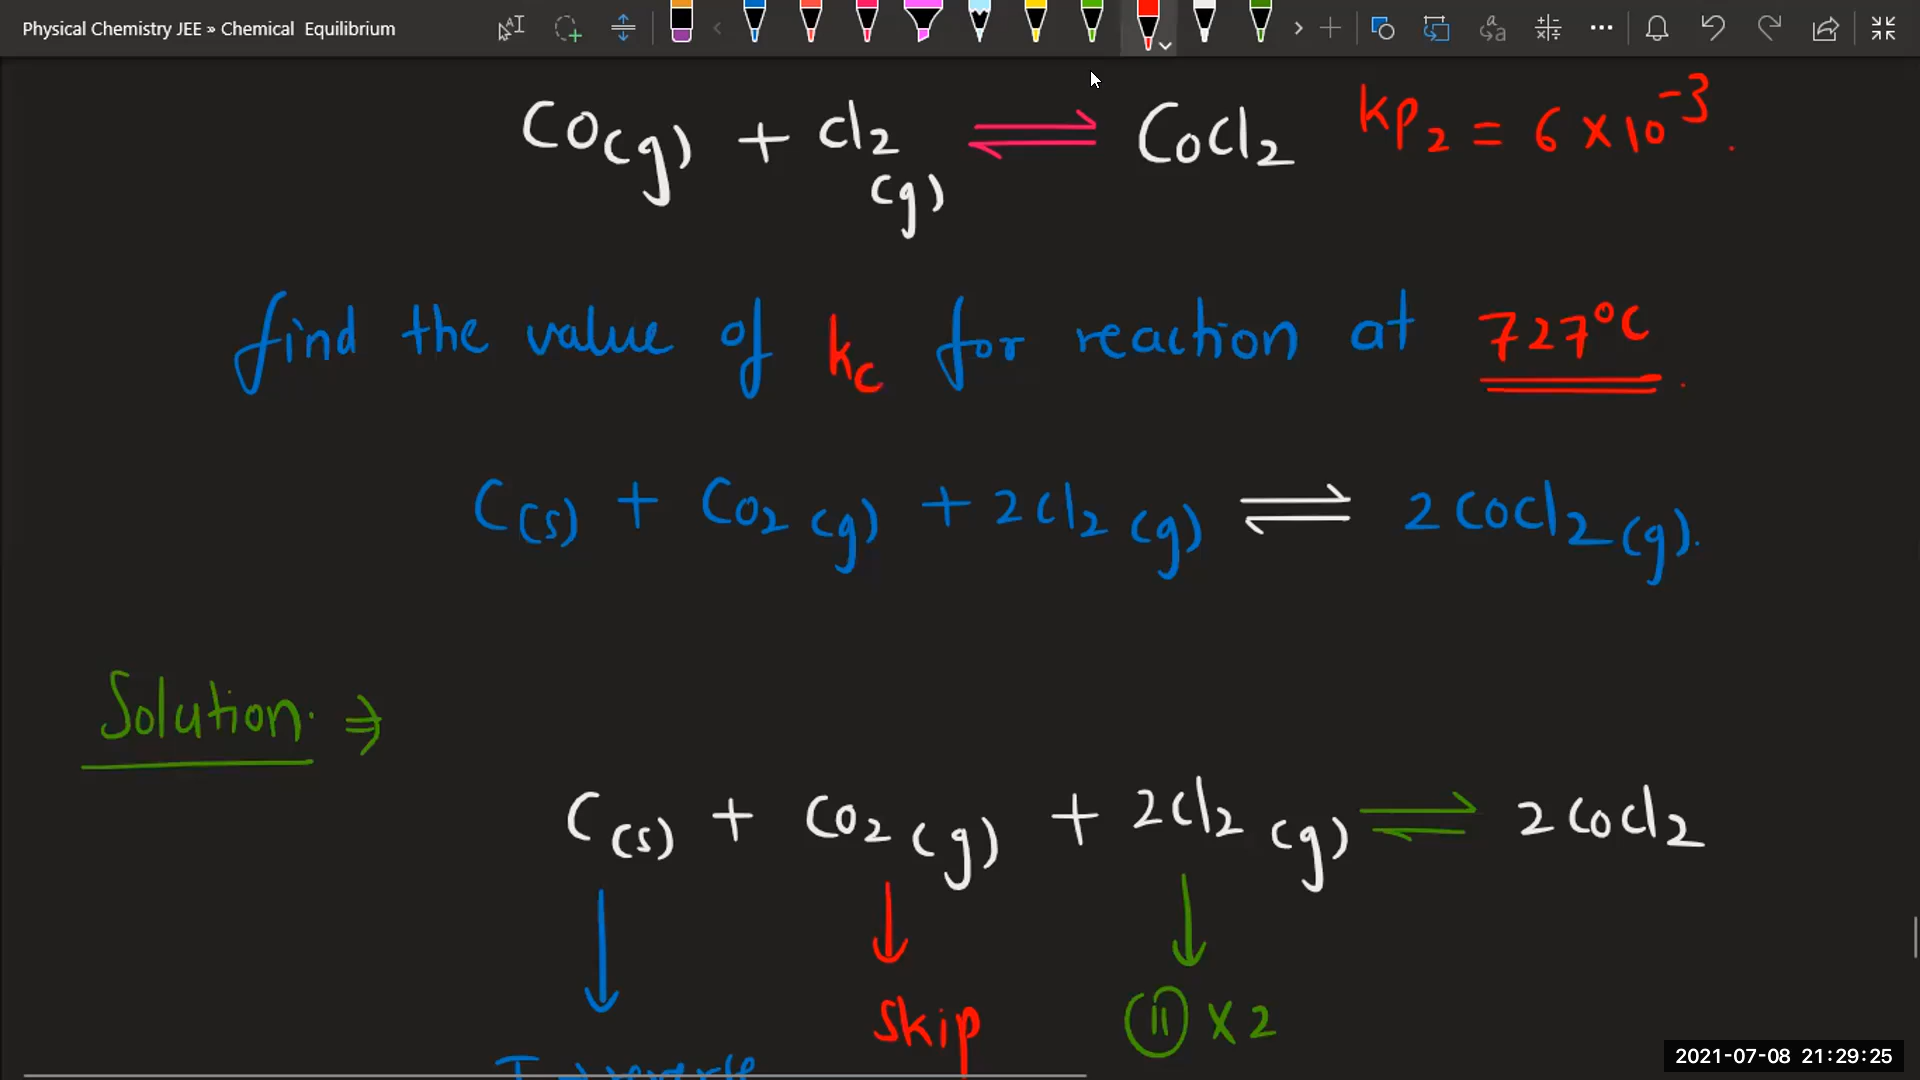 Physical Chemistry JEE » Chemical Equilibrium
CO(g) + Cl2(g) ⇌ COCl2 kp2 = 6 × 10^-3.
find the value of kc for reaction at 727°C.
C(s) + CO2(g) + 2Cl2(g) ⇌ 2COCl2(g).
Solution ⇒
C(s) + CO2(g) + 2Cl2(g) ⇌ 2COCl2
Skip
(II) × 2
I → reverse
2021-07-08 21:29:25